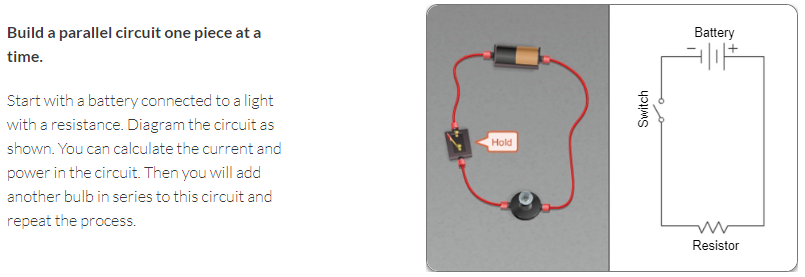 Build a parallel circuit one piece at a
time.
Start with a battery connected to a light
with a resistance. Diagram the circuit as
shown. You can calculate the current and
power in the circuit. Then you will add
another bulb in series to this circuit and
repeat the process.
Hold
Battery
- +
Switch
Resistor